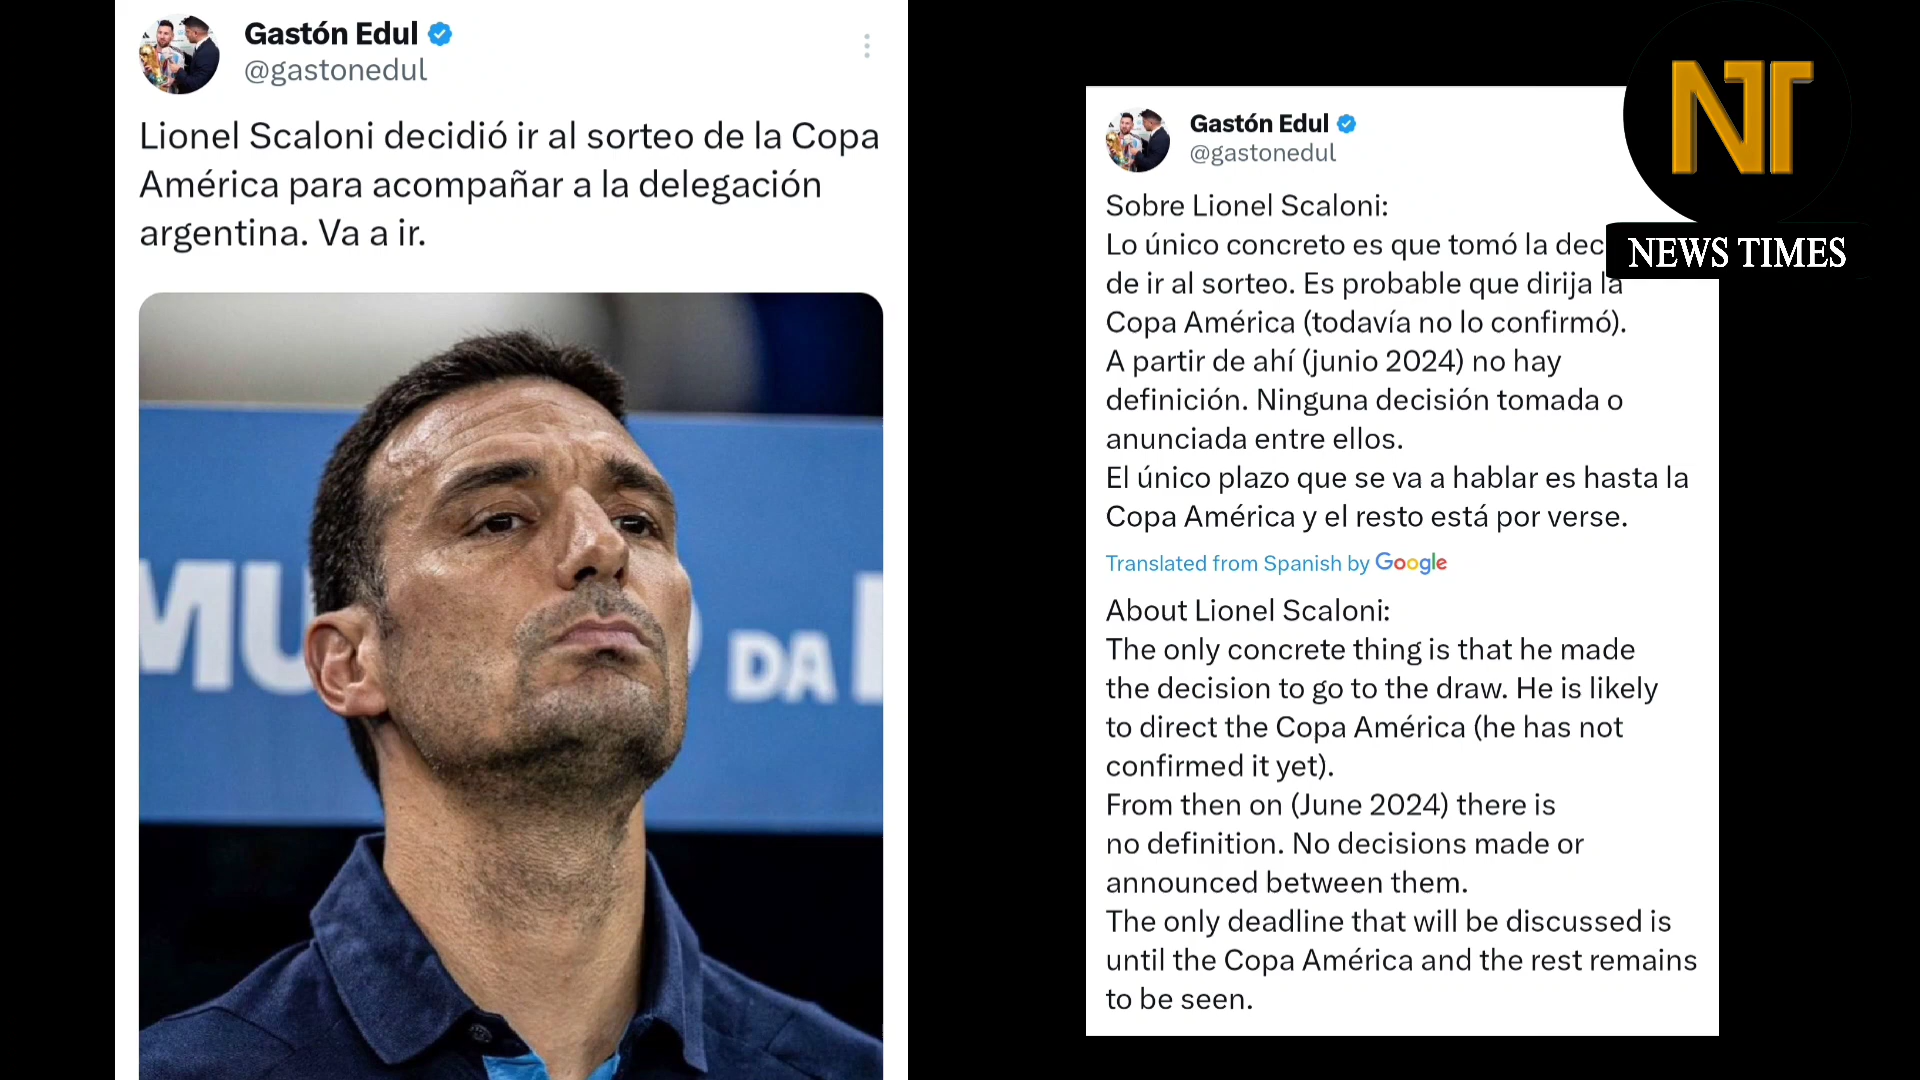 Gastón Edul
@gastonedul
Lionel Scaloni decidió ir al sorteo de la Copa
América para acompañar a la delegación
argentina. Va a ir.
MU
DA
Gastón Edul
@gastonedul
Sobre Lionel Scaloni:
Lo único concreto es que tomó la dec
de ir al sorteo. Es probable que dirija la
Copa América (todavía no lo confirmó).
A partir de ahí (junio 2024) no hay
definición. Ninguna decisión tomada o
anunciada entre ellos.
El único plazo que se va a hablar es hasta la
Copa América y el resto está por verse.
Translated from Spanish by Google
About Lionel Scaloni:
The only concrete thing is that he made
the decision to go to the draw. He is likely
to direct the Copa América (he has not
confirmed it yet).
From then on (June 2024) there is
no definition. No decisions made or
announced between them.
The only deadline that will be discussed is
until the Copa América and the rest remains
to be seen.
NT
NEWS TIMES